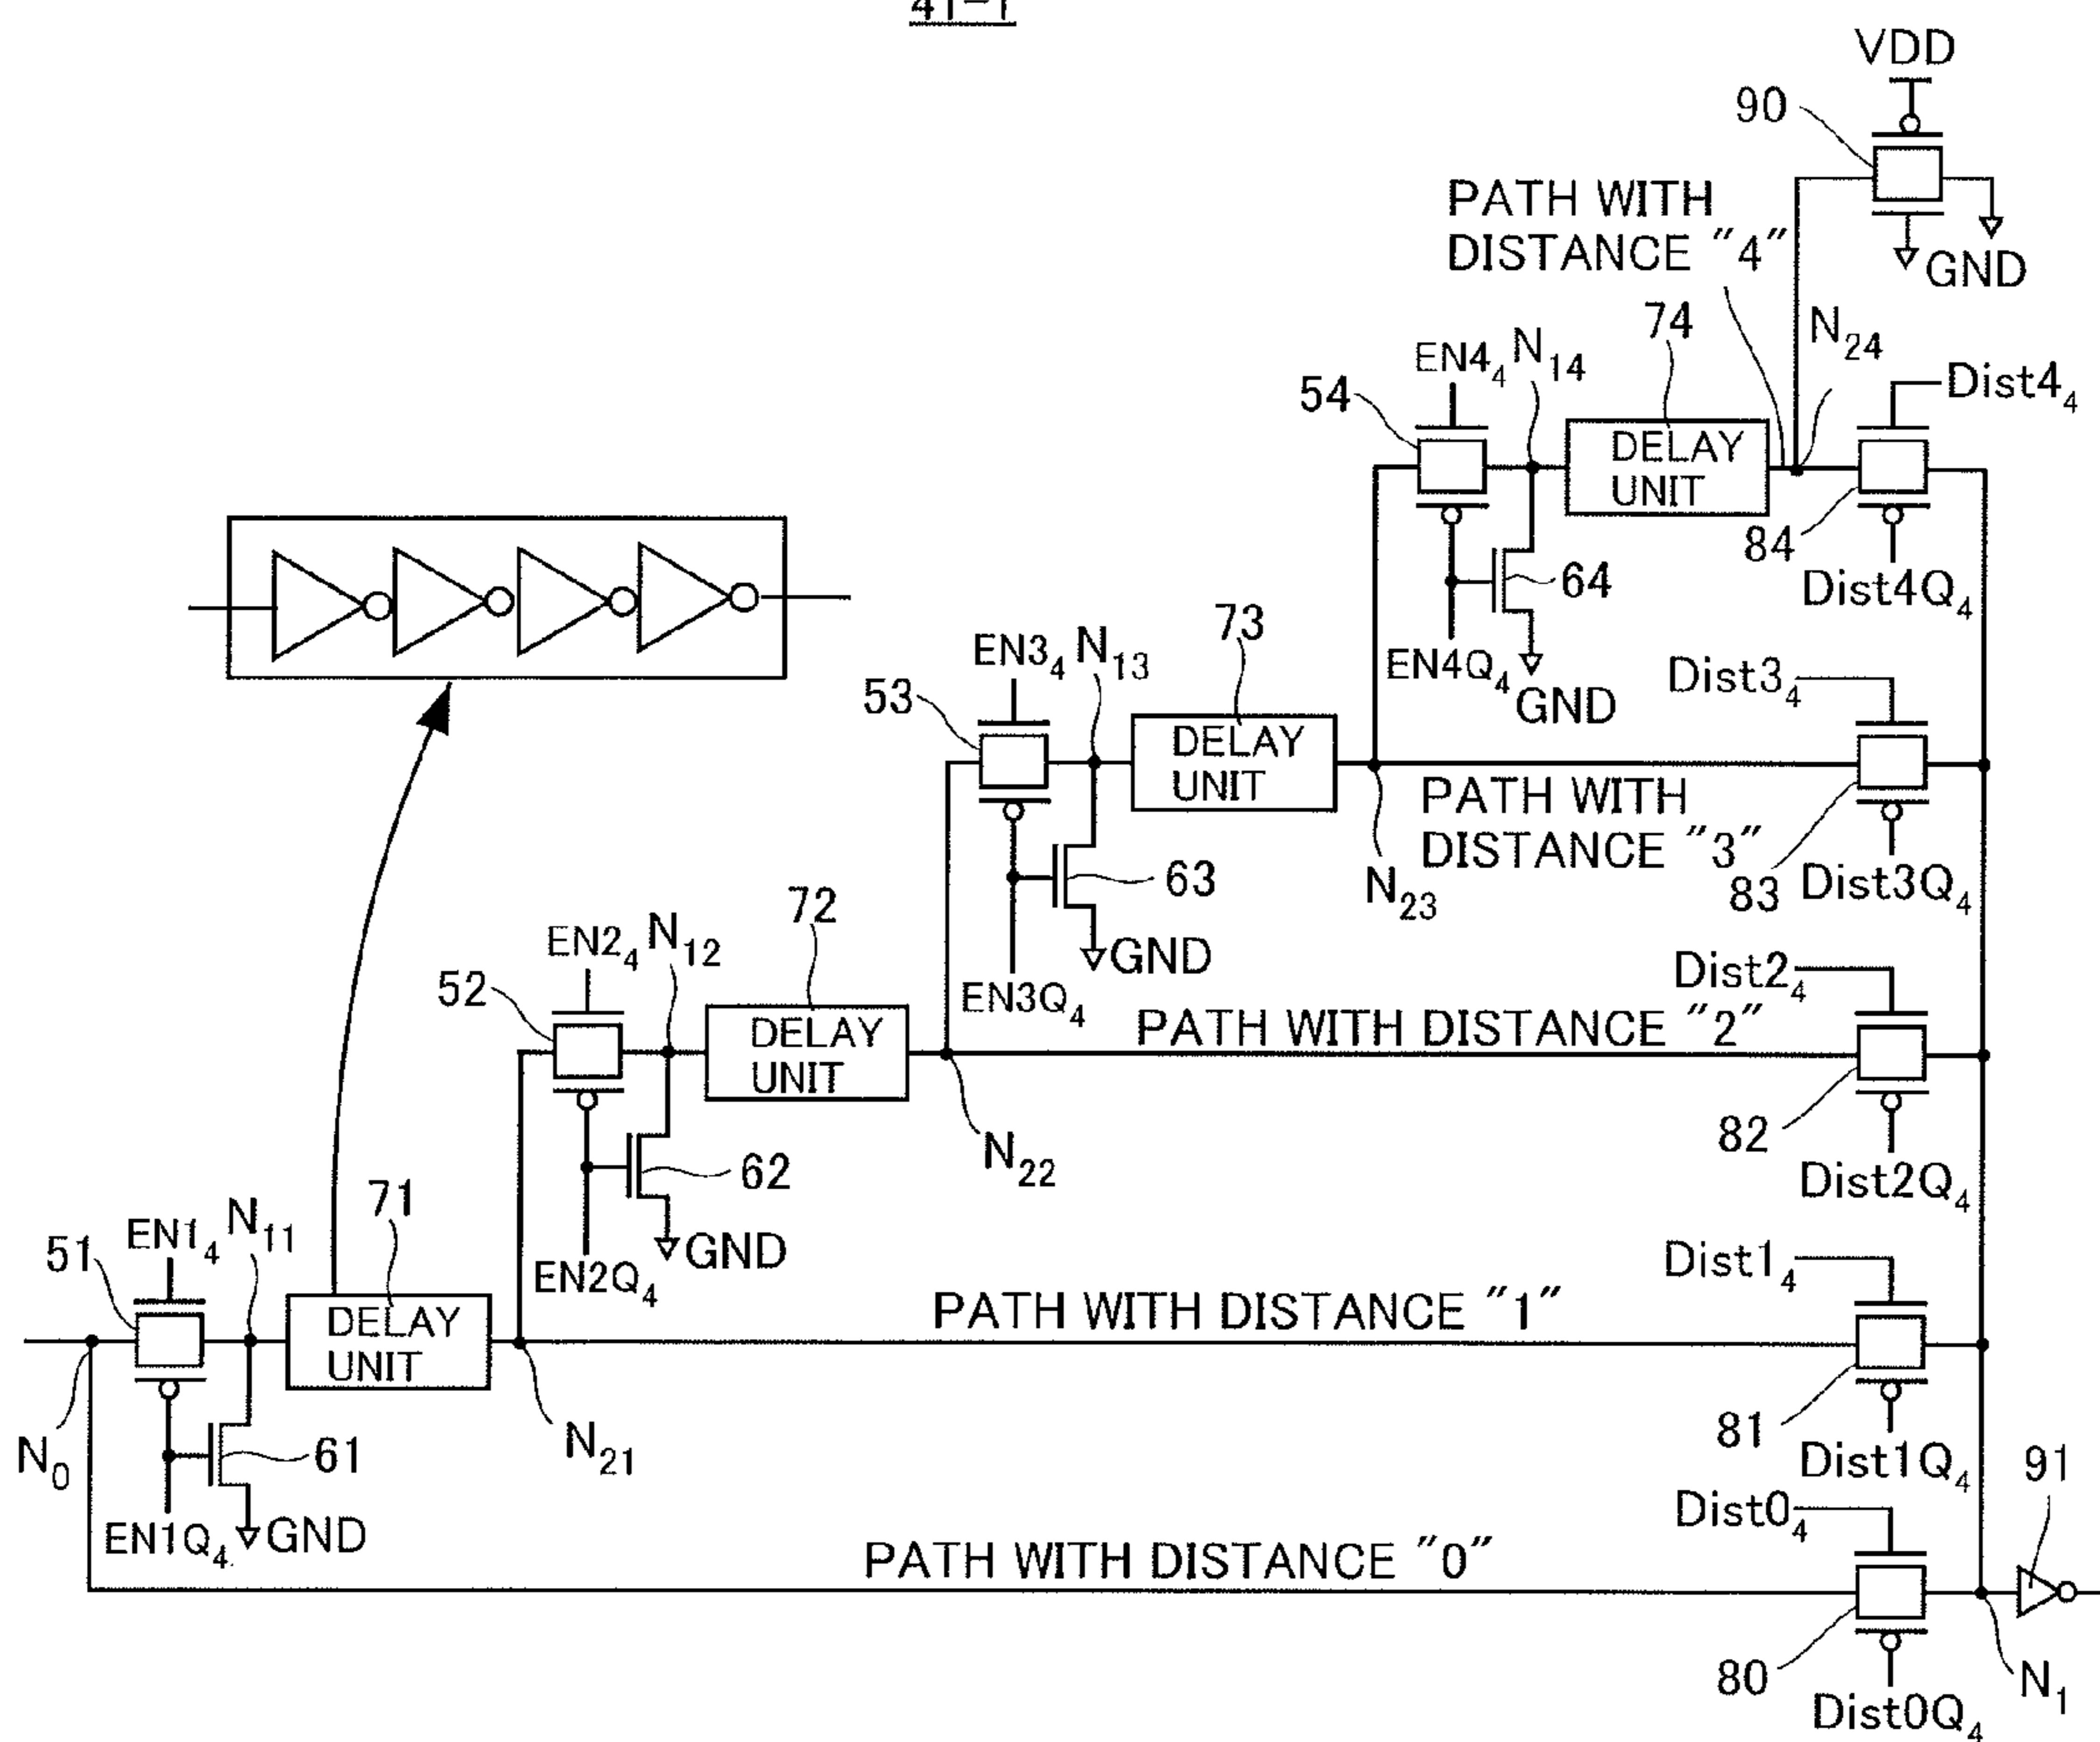 41-1
VDD
90
PATH WITH
DISTANCE "4"
GND
74
N24
EN44
N14
Dist44
54
DELAY
UNIT
84
64
Dist4Q4
EN4Q4
GND
73
EN34
N13
Dist34
53
DELAY
UNIT
PATH WITH
DISTANCE "3"
63
N23
83
Dist3Q4
72
EN24
N12
GND
Dist24
52
EN3Q4
PATH WITH DISTANCE "2"
DELAY
UNIT
82
62
N22
Dist2Q4
71
EN14
N11
GND
Dist14
51
EN2Q4
PATH WITH DISTANCE "1"
DELAY
UNIT
81
N0
61
N21
Dist1Q4
91
Dist04
EN1Q4
GND
PATH WITH DISTANCE "0"
80
N1
Dist0Q4